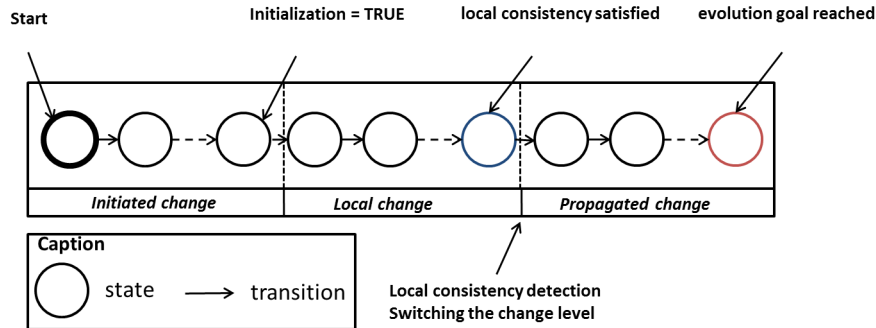 Start
Initialization = TRUE
local consistency satisfied
evolution goal reached
Initiated change
Local change
Propagated change
Caption
state
transition
Local consistency detection
Switching the change level